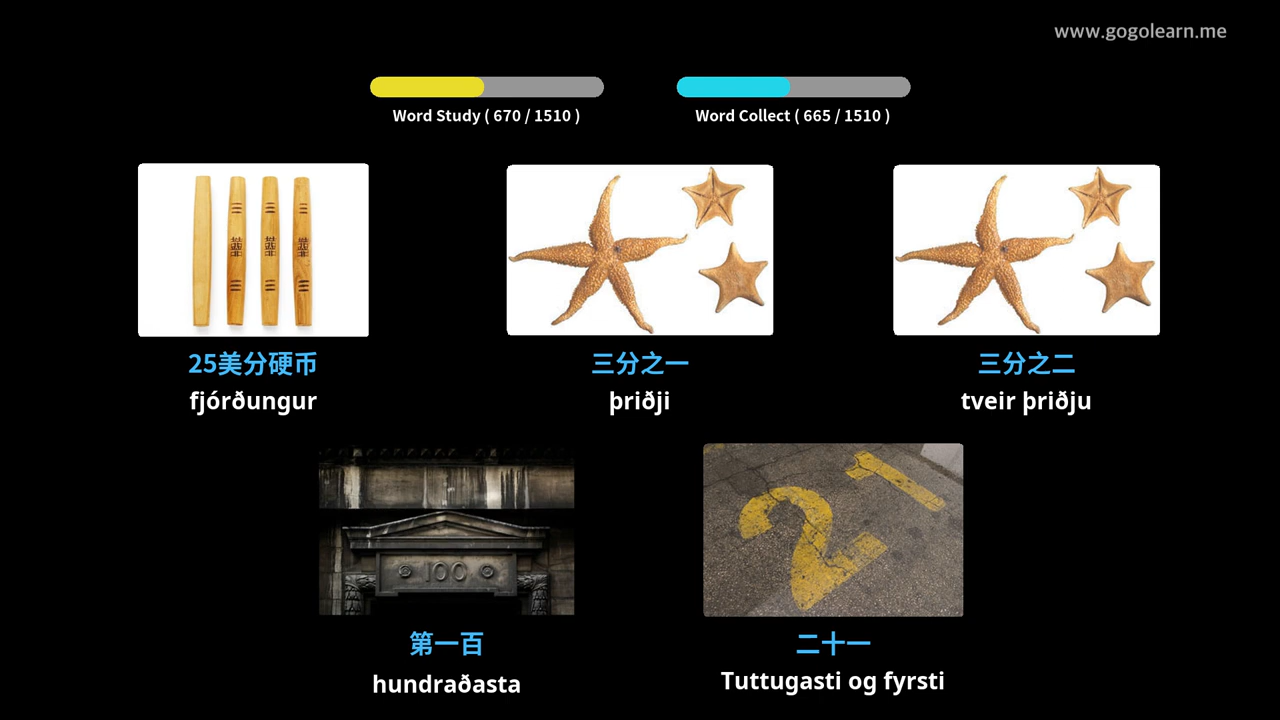 www.gogolearn.me
Word Study ( 670 / 1510 )
Word Collect ( 665 / 1510 )
25美分硬币
fjórðungur
三分之一
þriðji
三分之二
tveir þriðju
100
21
第一百
hundraðasta
二十一
Tuttugasti og fyrsti